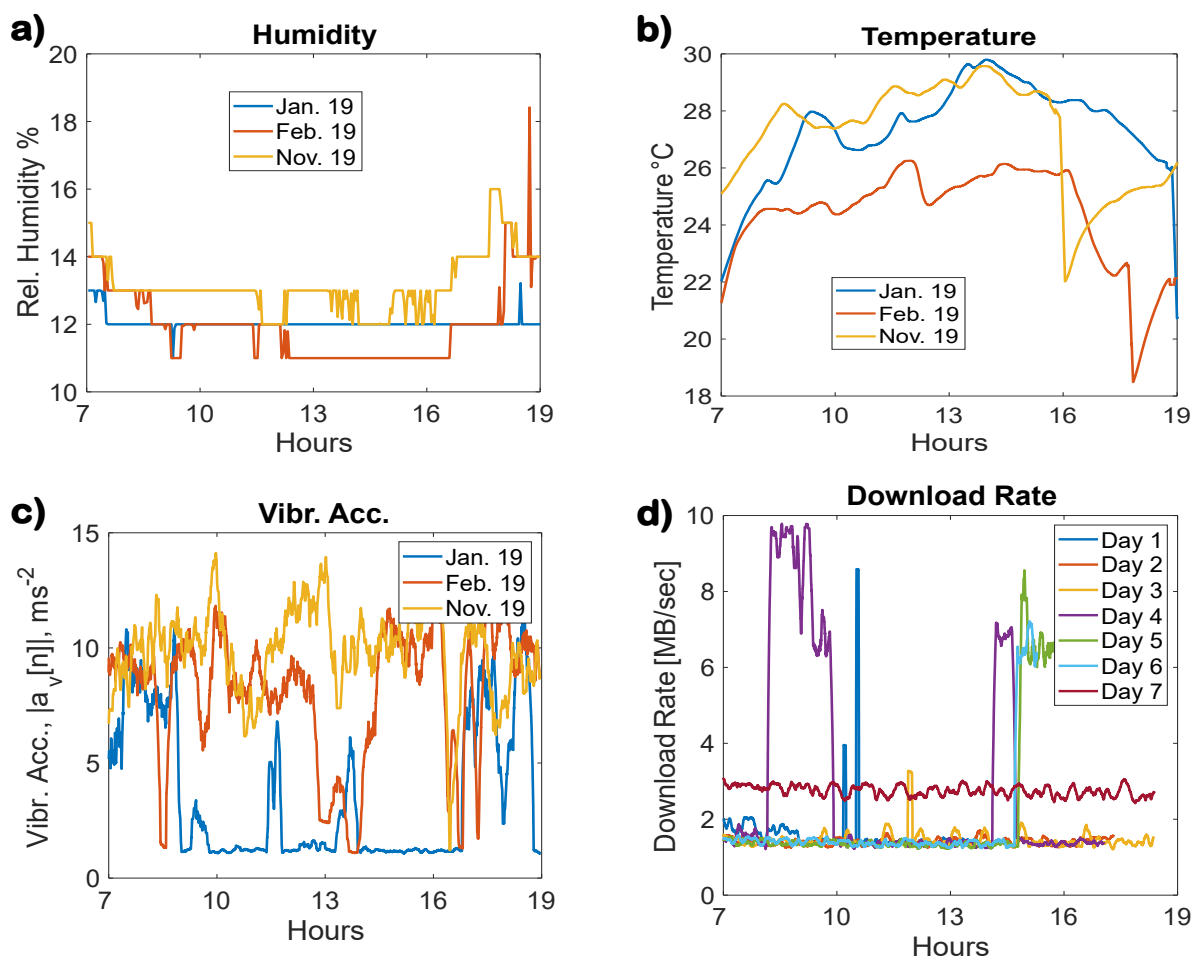 a)
Humidity
Rel. Humidity %
20
18
16
14
12
10
7
10
13
16
19
Hours
Jan. 19
Feb. 19
Nov. 19
b)
Temperature
Temperature °C
30
28
26
24
22
20
18
7
10
13
16
19
Hours
Jan. 19
Feb. 19
Nov. 19
c)
Vibr. Acc.
Vibr. Acc., |a_v[n]|, ms⁻²
15
10
5
0
7
10
13
16
19
Hours
Jan. 19
Feb. 19
Nov. 19
d)
Download Rate
Download Rate [MB/sec]
10
8
6
4
2
0
7
10
13
16
19
Hours
Day 1
Day 2
Day 3
Day 4
Day 5
Day 6
Day 7